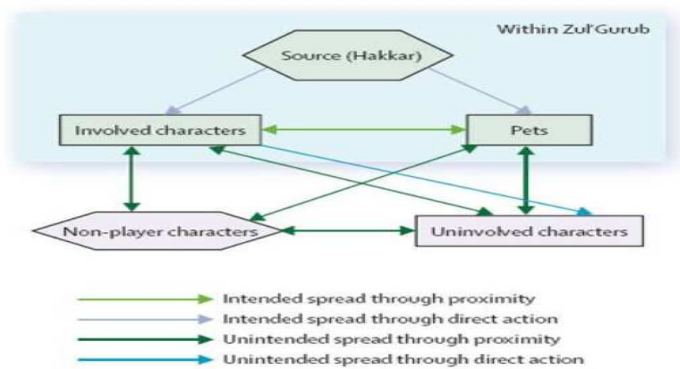 Within Zul'Gurub
Source (Hakkar)
Involved characters
Pets
Non-player characters
Uninvolved characters
Intended spread through proximity
Intended spread through direct action
Unintended spread through proximity
Unintended spread through direct action